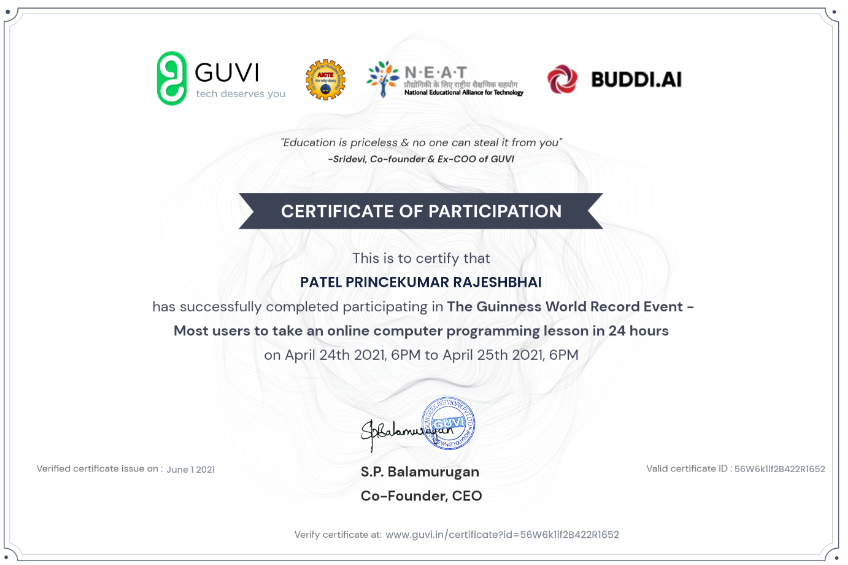 GUVI
tech deserves you
AICTE
N·E·A·T
प्रौद्योगिकी के लिए राष्ट्रीय शैक्षणिक सहयोग
National Educational Alliance for Technology
BUDDI.AI
"Education is priceless & no one can steal it from you"
-Sridevi, Co-founder & Ex-COO of GUVI
CERTIFICATE OF PARTICIPATION
This is to certify that
PATEL PRINCEKUMAR RAJESHBHAI
has successfully completed participating in The Guinness World Record Event -
Most users to take an online computer programming lesson in 24 hours
on April 24th 2021, 6PM to April 25th 2021, 6PM
SpBalamurugan
GUVI
Verified certificate issue on : June 1 2021
Valid certificate ID : 56W6k1if2B422R1652
S.P. Balamurugan
Co-Founder, CEO
Verify certificate at: www.guvi.in/certificate?id=56W6k1if2B422R1652